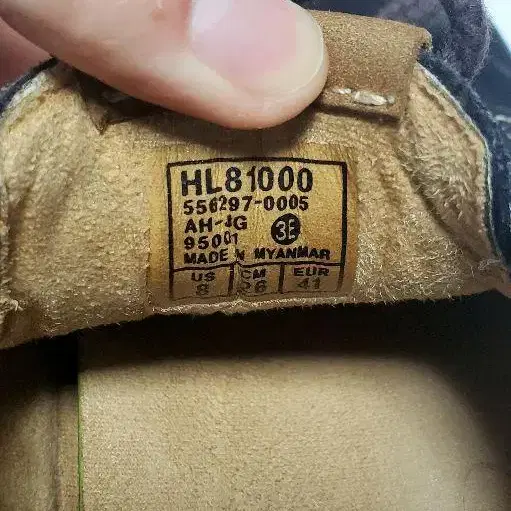 HL81000
556297-0005
AH-JG 3E
95001
MADE IN MYANMAR
US CM EUR
8 26 41